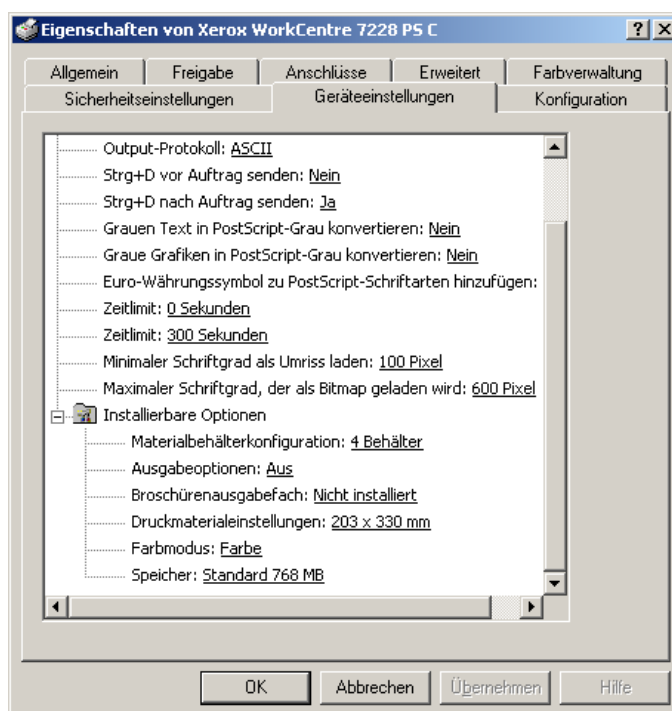 Eigenschaften von Xerox WorkCentre 7228 PS C
Allgemein Freigabe Anschlüsse Erweitert Farbverwaltung
Sicherheitseinstellungen Geräteeinstellungen Konfiguration
Output-Protokoll: ASCII
Strg+D vor Auftrag senden: Nein
Strg+D nach Auftrag senden: Ja
Grauen Text in PostScript-Grau konvertieren: Nein
Graue Grafiken in PostScript-Grau konvertieren: Nein
Euro-Währungssymbol zu PostScript-Schriftarten hinzufügen:
Zeitlimit: 0 Sekunden
Zeitlimit: 300 Sekunden
Minimaler Schriftgrad als Umriss laden: 100 Pixel
Maximaler Schriftgrad, der als Bitmap geladen wird: 600 Pixel
Installierbare Optionen
Materialbehälterkonfiguration: 4 Behälter
Ausgabeoptionen: Aus
Broschürenausgabefach: Nicht installiert
Druckmaterialeinstellungen: 203 x 330 mm
Farbmodus: Farbe
Speicher: Standard 768 MB
OK Abbrechen Übernehmen Hilfe